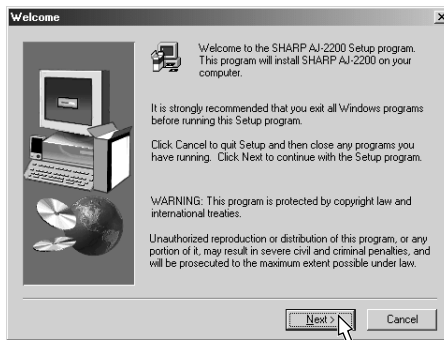 Welcome
Welcome to the SHARP AJ-2200 Setup program.
This program will install SHARP AJ-2200 on your
computer.
It is strongly recommended that you exit all Windows programs
before running this Setup program.
Click Cancel to quit Setup and then close any programs you
have running. Click Next to continue with the Setup program.
WARNING: This program is protected by copyright law and
international treaties.
Unauthorized reproduction or distribution of this program, or any
portion of it, may result in severe civil and criminal penalties, and
will be prosecuted to the maximum extent possible under law.
Next >
Cancel